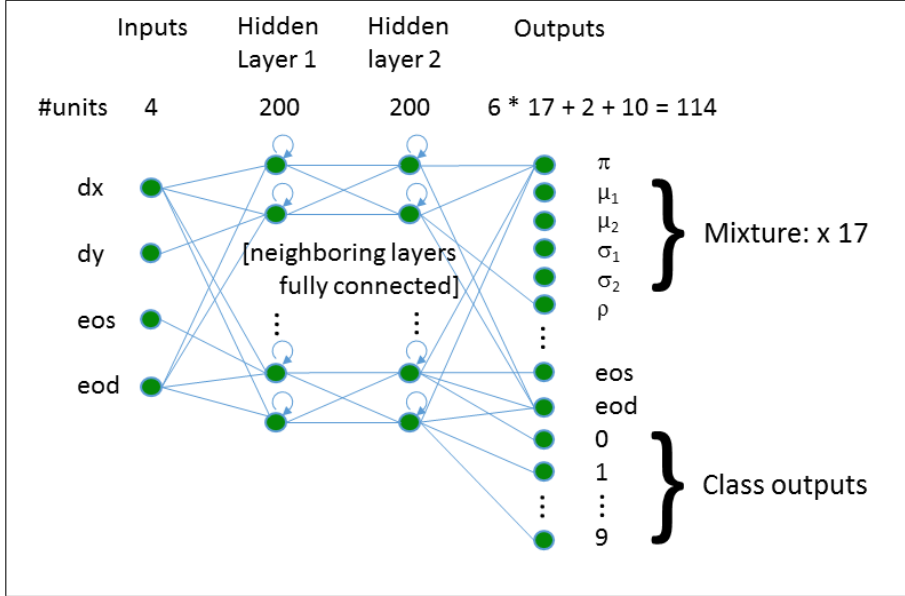 Inputs Hidden Layer 1 Hidden layer 2 Outputs
#units 4 200 200 6 * 17 + 2 + 10 = 114
dx
dy
eos
eod
[neighboring layers
fully connected]
π
μ1
μ2
σ1
σ2
ρ
Mixture: x 17
eos
eod
0
1
9
Class outputs